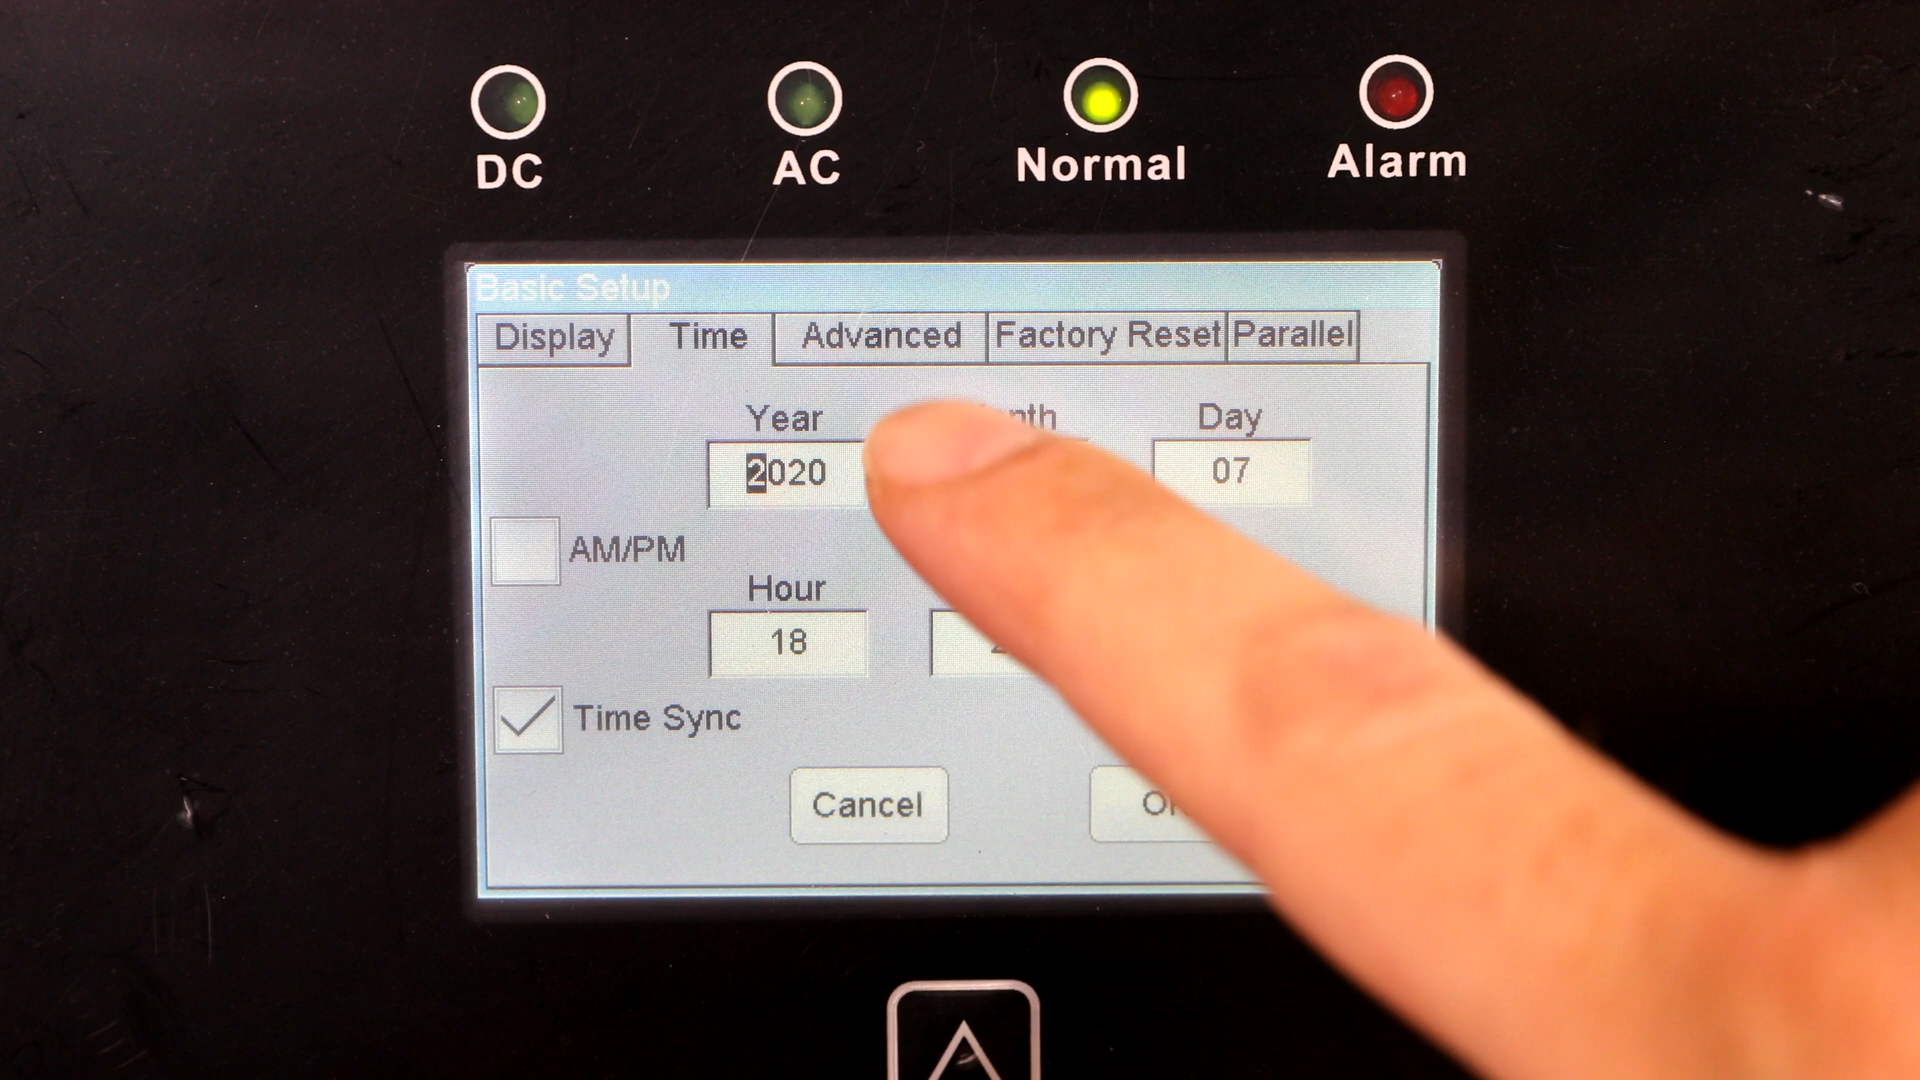 DC AC Normal Alarm
Basic Setup
Display Time Advanced Factory Reset Parallel
Year Day
2020 07
AM/PM
Hour
18
Time Sync
Cancel